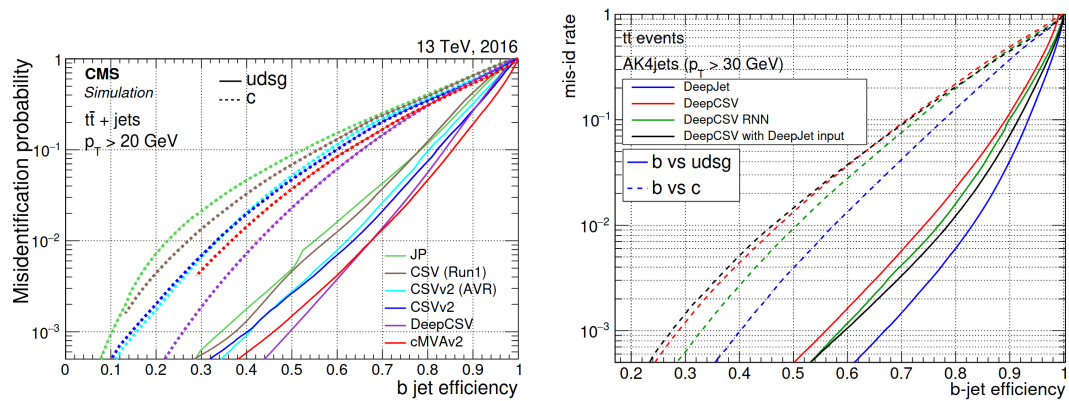 13 TeV, 2016
CMS
Simulation
tt̄ + jets
p_T > 20 GeV
udsg
c
Misidentification probability
1
10⁻¹
10⁻²
10⁻³
JP
CSV (Run1)
CSVv2 (AVR)
CSVv2
DeepCSV
cMVAv2
0 0.1 0.2 0.3 0.4 0.5 0.6 0.7 0.8 0.9 1
b jet efficiency
mis-id rate
1
10⁻¹
10⁻²
10⁻³
tt̄ events
AK4jets (p_T > 30 GeV)
DeepJet
DeepCSV
DeepCSV RNN
DeepCSV with DeepJet input
b vs udsg
b vs c
0.2 0.3 0.4 0.5 0.6 0.7 0.8 0.9 1
b-jet efficiency